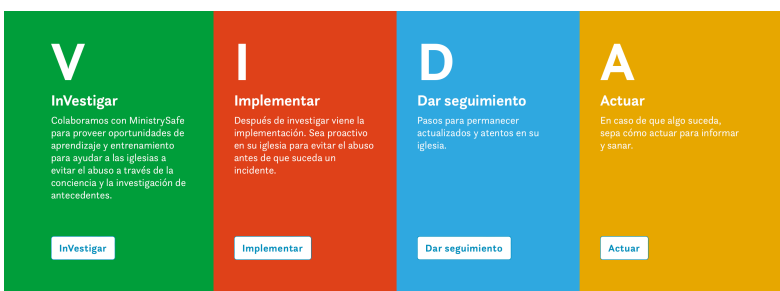 V
InVestigar
Colaboramos con MinistrySafe
para proveer oportunidades de
aprendizaje y entrenamiento
para ayudar a las iglesias a
evitar el abuso a través de la
conciencia y la investigación de
antecedentes.
InVestigar
I
Implementar
Después de investigar viene la
implementación. Sea proactivo
en su iglesia para evitar el abuso
antes de que suceda un
incidente.
Implementar
D
Dar seguimiento
Pasos para permanecer
actualizados y atentos en su
iglesia.
Dar seguimiento
A
Actuar
En caso de que algo suceda,
sepa cómo actuar para informar
y sanar.
Actuar